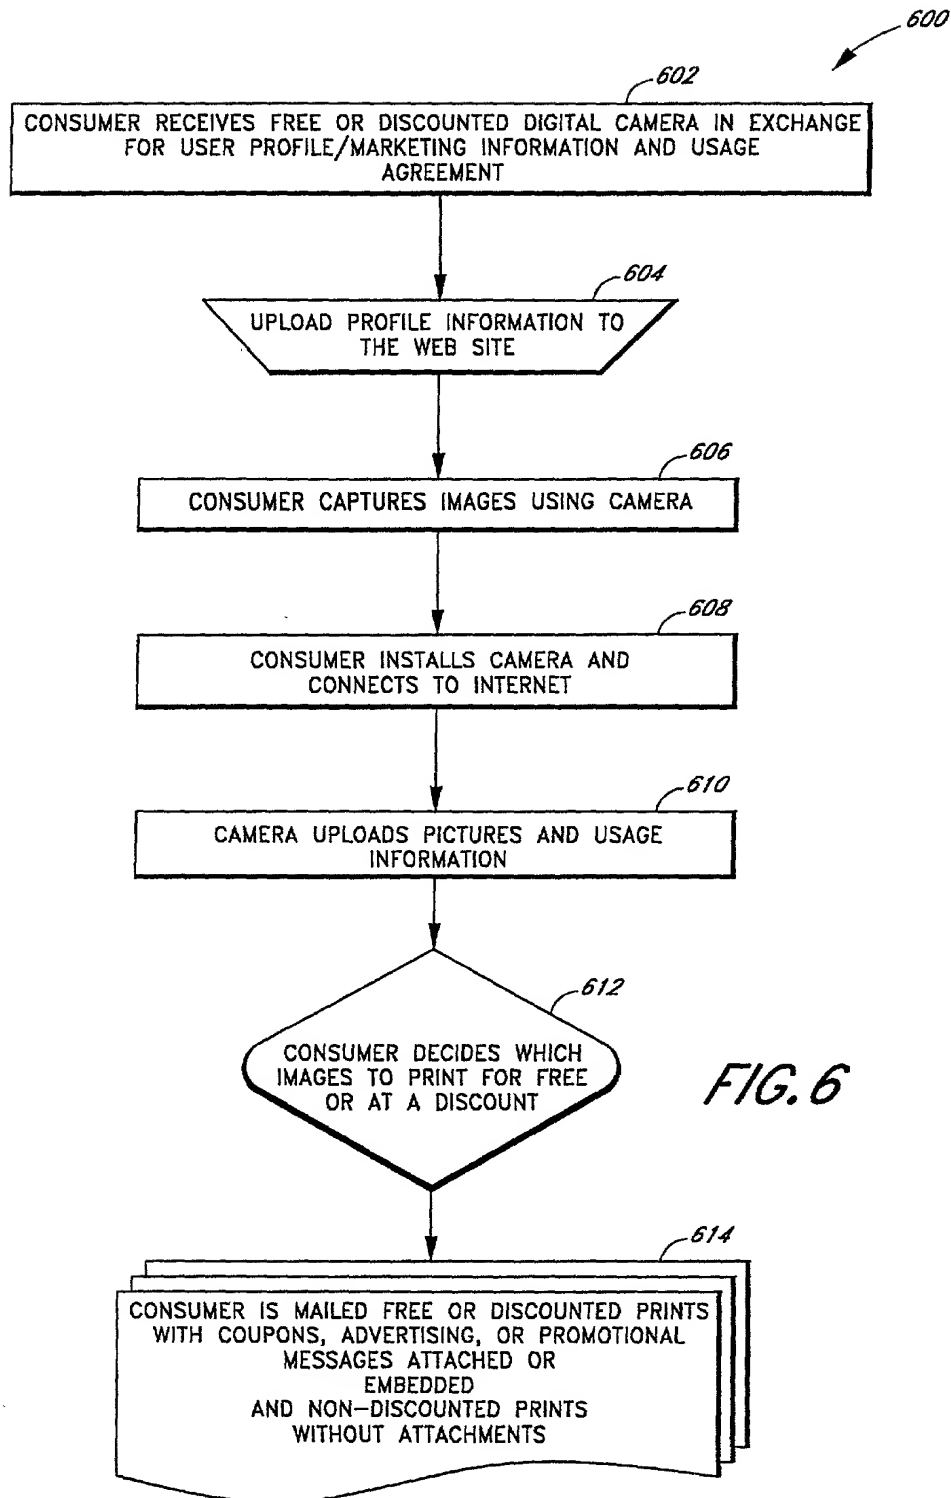 600
602
CONSUMER RECEIVES FREE OR DISCOUNTED DIGITAL CAMERA IN EXCHANGE
FOR USER PROFILE/MARKETING INFORMATION AND USAGE
AGREEMENT
604
UPLOAD PROFILE INFORMATION TO
THE WEB SITE
606
CONSUMER CAPTURES IMAGES USING CAMERA
608
CONSUMER INSTALLS CAMERA AND
CONNECTS TO INTERNET
610
CAMERA UPLOADS PICTURES AND USAGE
INFORMATION
612
CONSUMER DECIDES WHICH
IMAGES TO PRINT FOR FREE
OR AT A DISCOUNT
FIG. 6
614
CONSUMER IS MAILED FREE OR DISCOUNTED PRINTS
WITH COUPONS, ADVERTISING, OR PROMOTIONAL
MESSAGES ATTACHED OR
EMBEDDED
AND NON-DISCOUNTED PRINTS
WITHOUT ATTACHMENTS